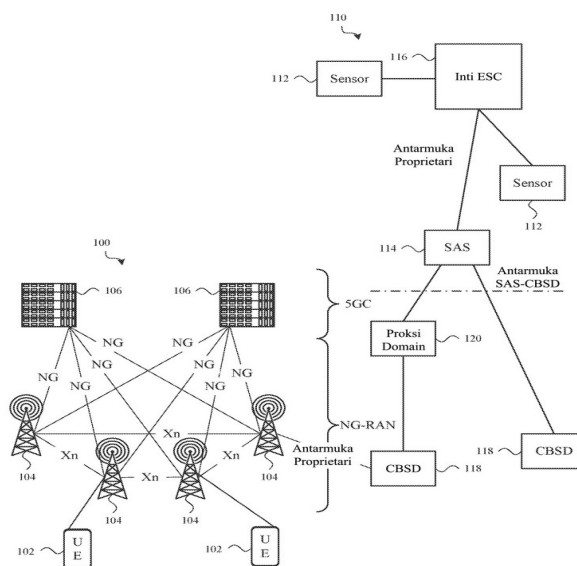 110
116
112
Sensor
Inti ESC
Antarmuka
Proprietari
Sensor
112
114
SAS
100
Antarmuka
SAS-CBSD
106
106
5GC
Proksi
Domain
120
NG
NG
NG
NG
NG
NG
NG
NG
NG-RAN
Xn
Xn
Xn
Xn
104
104
104
104
Antarmuka
Proprietari
CBSD
118
118
CBSD
102
UE
102
UE